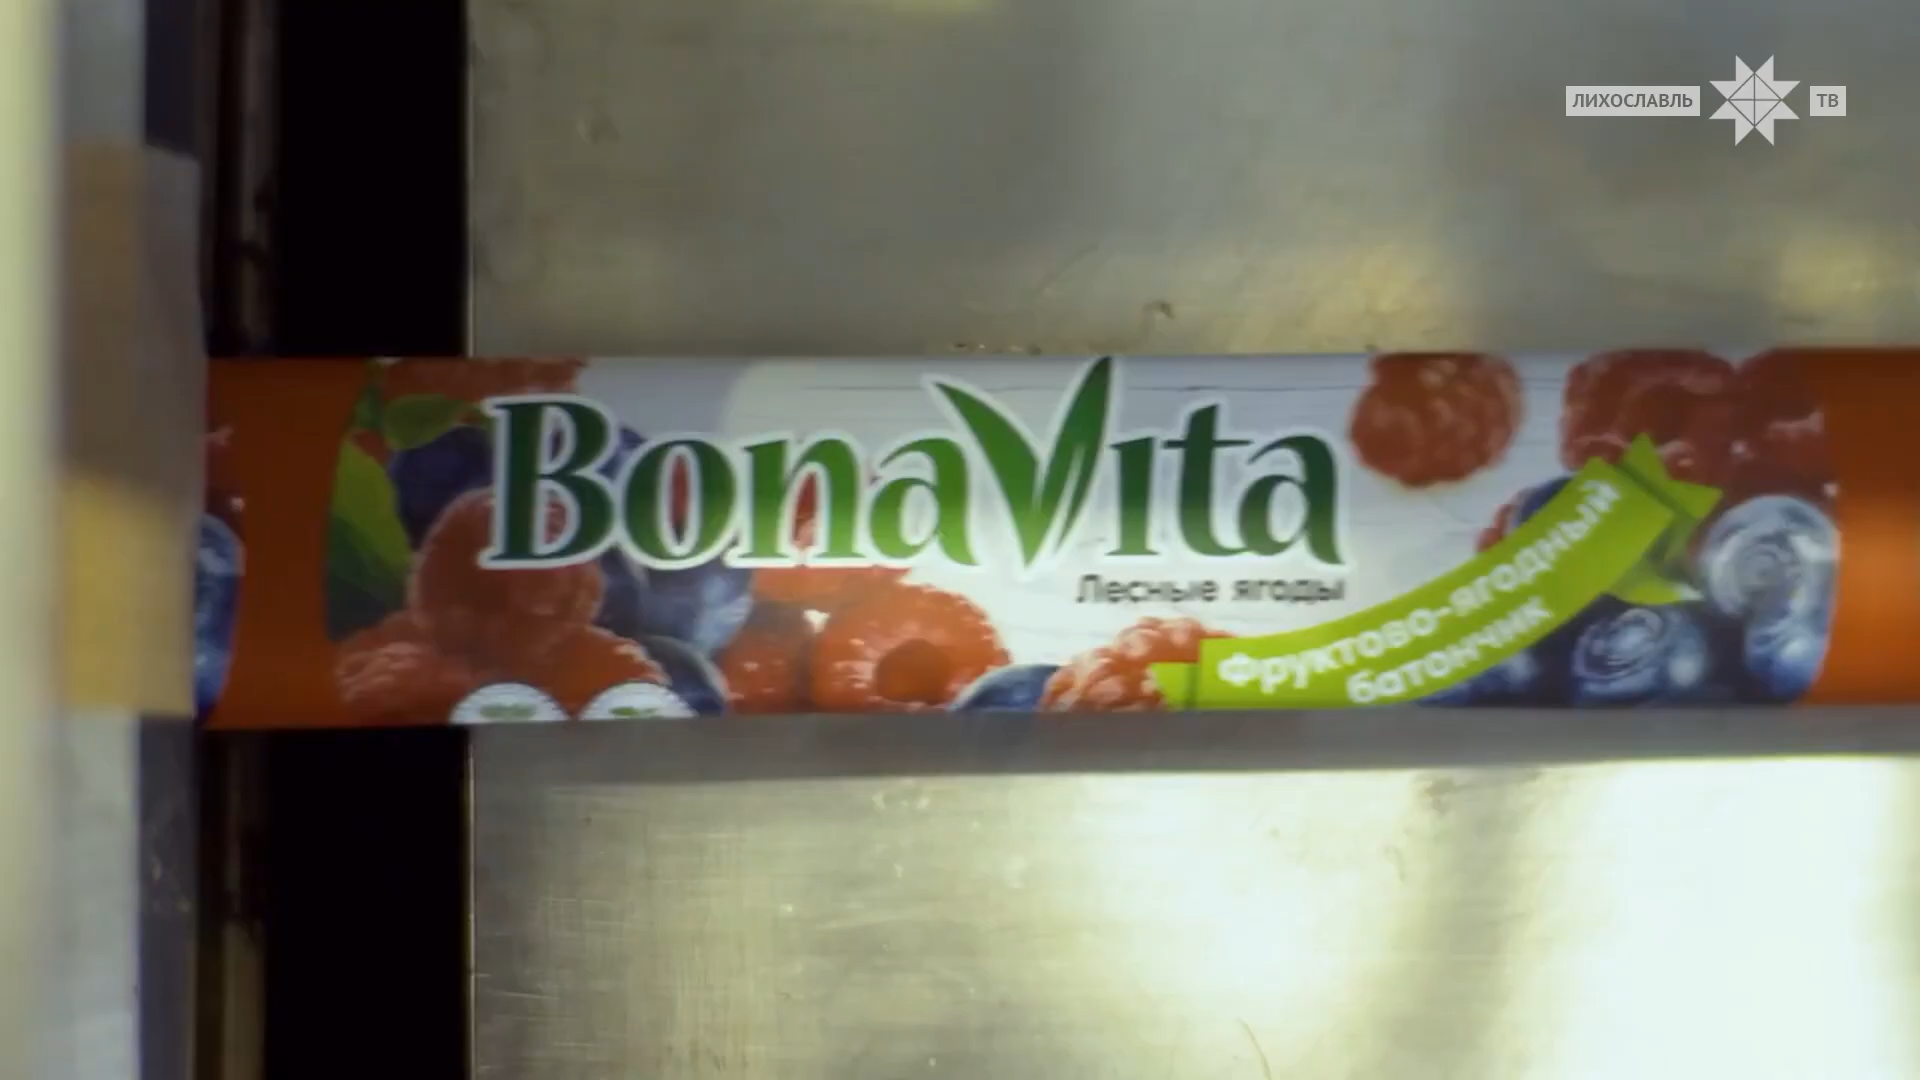 ЛИХОСЛАВЛЬ ТВ
BonaVita
Лесные ягоды
Фруктово-ягодный
батончик